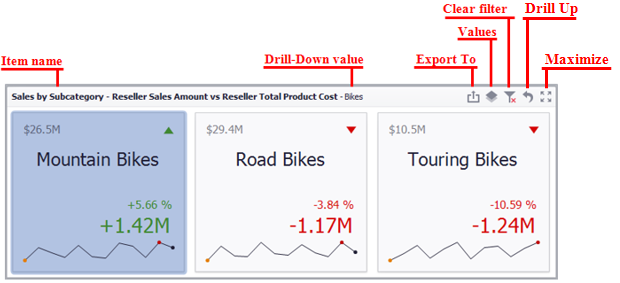 Clear filter
Drill Up
Values
Item name
Drill-Down value
Export To
Maximize
Sales by Subcategory - Reseller Sales Amount vs Reseller Total Product Cost - Bikes
$26.5M
Mountain Bikes
+5.66 %
+1.42M
$29.4M
Road Bikes
-3.84 %
-1.17M
$10.5M
Touring Bikes
-10.59 %
-1.24M